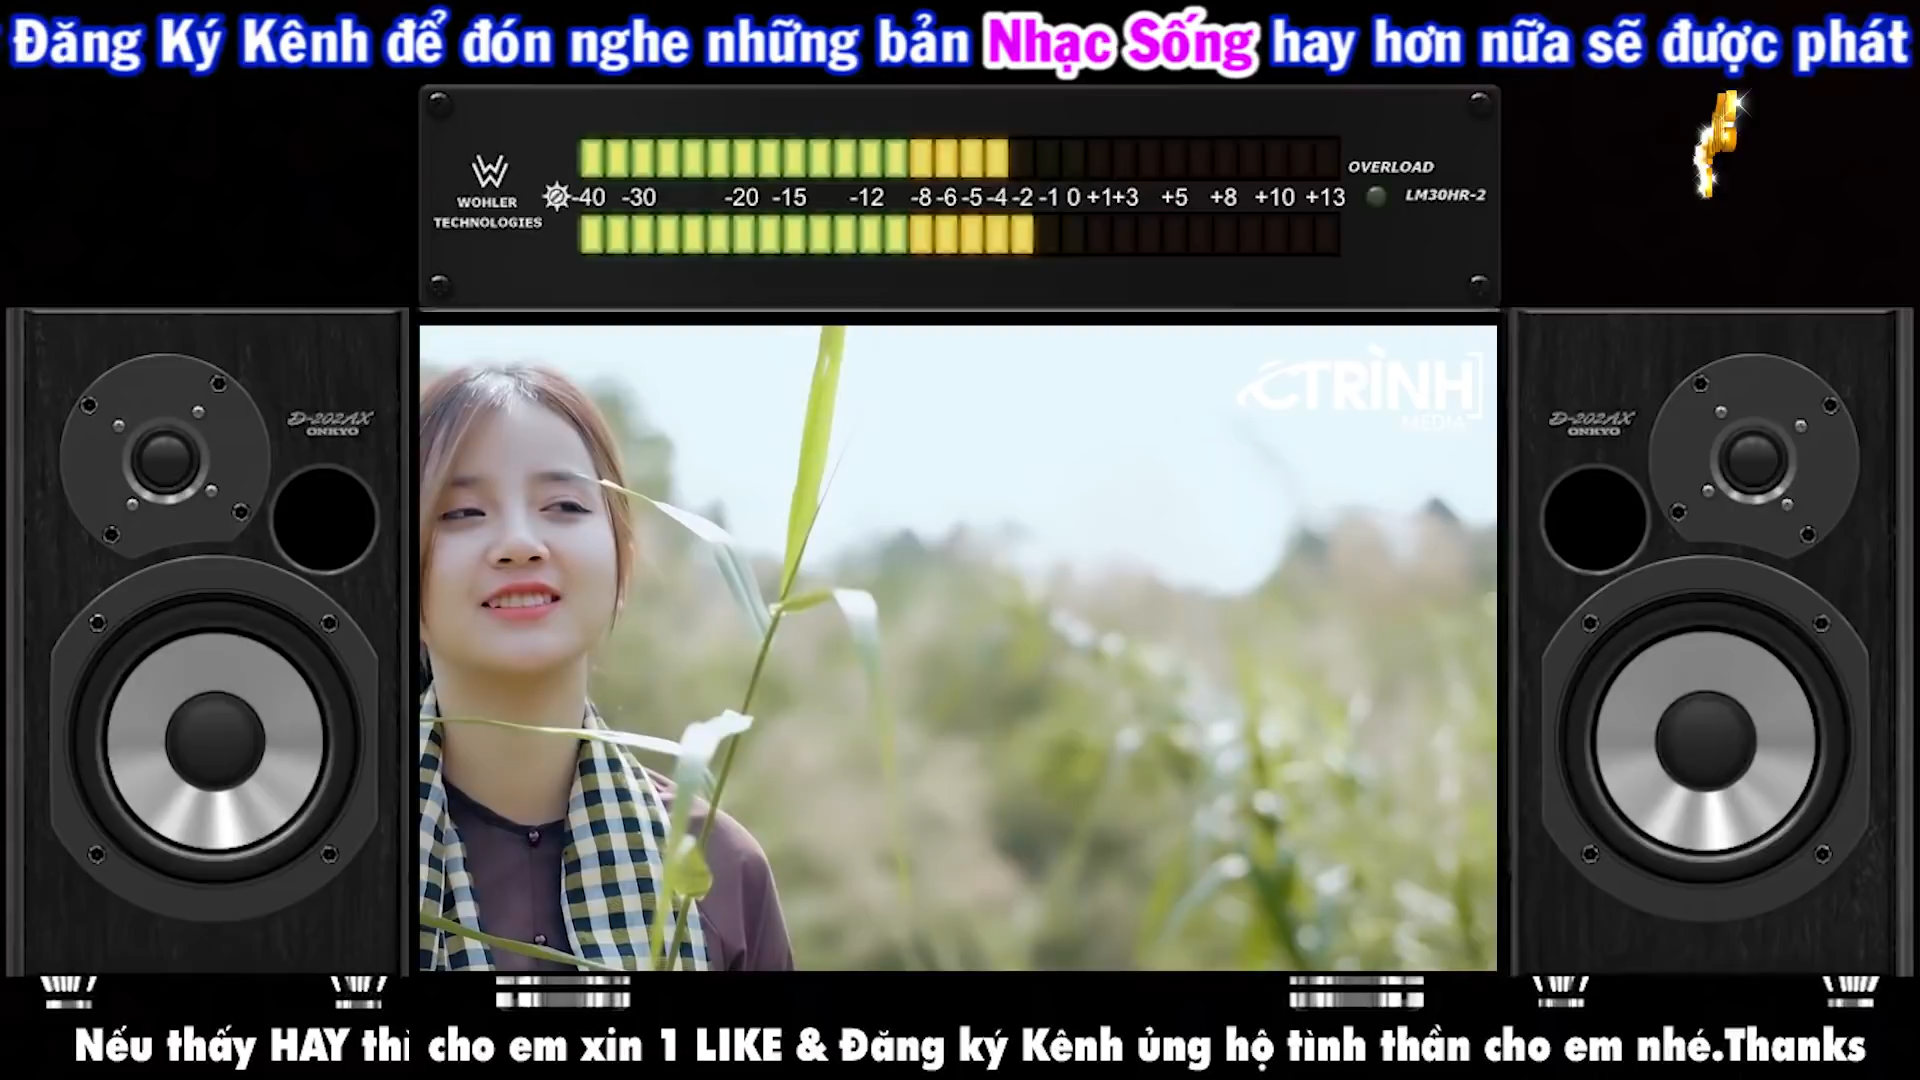 Đăng Ký Kênh để đón nghe những bản Nhạc Sống hay hơn nữa sẽ được phát
WOHLER
TECHNOLOGIES
-40 -30 -20 -15 -12 -8 -6 -5 -4 -2 -1 0 +1 +3 +5 +8 +10 +13
OVERLOAD
LM30HR-2
D-202AX
ONKYO
CTRÌNH
MEDIA
D-202AX
ONKYO
Nếu thấy HAY thì cho em xin 1 LIKE & Đăng ký Kênh ủng hộ tình thần cho em nhé.Thanks